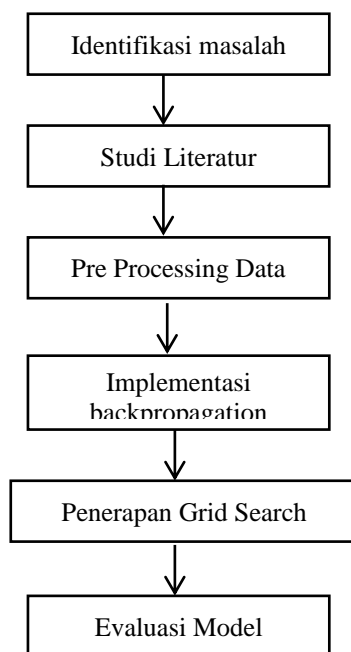 Identifikasi masalah
Studi Literatur
Pre Processing Data
Implementasi
backpropagation
Penerapan Grid Search
Evaluasi Model